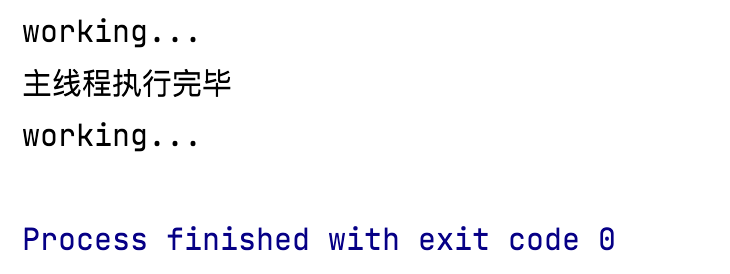 working...
主线程执行完毕
working...
Process finished with exit code 0